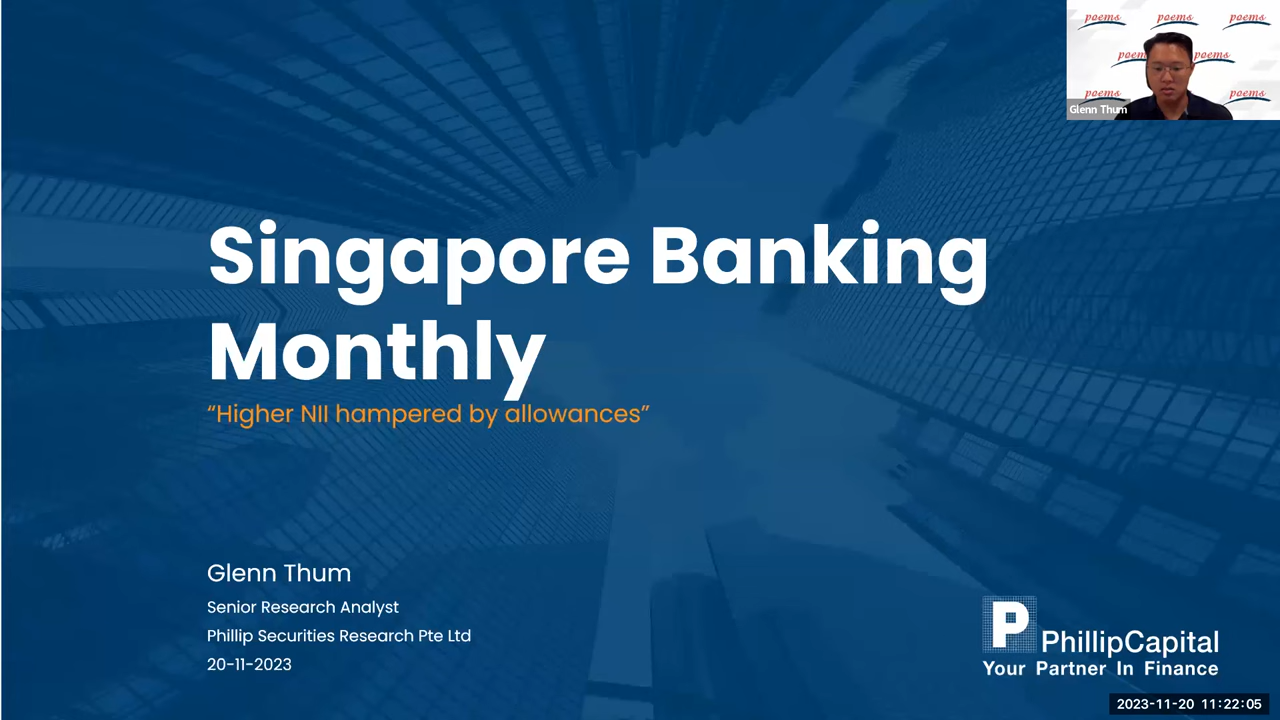 poems poems poems
poems poems
poems poems
Glenn Thum
Singapore Banking
Monthly
“Higher NII hampered by allowances”
Glenn Thum
Senior Research Analyst
Phillip Securities Research Pte Ltd
20-11-2023
P PhillipCapital
Your Partner In Finance
2023-11-20 11:22:05